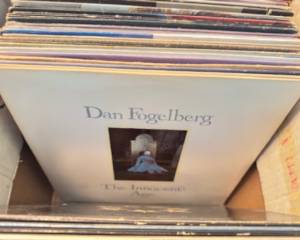 Dan Fogelberg
The Innocent
Age